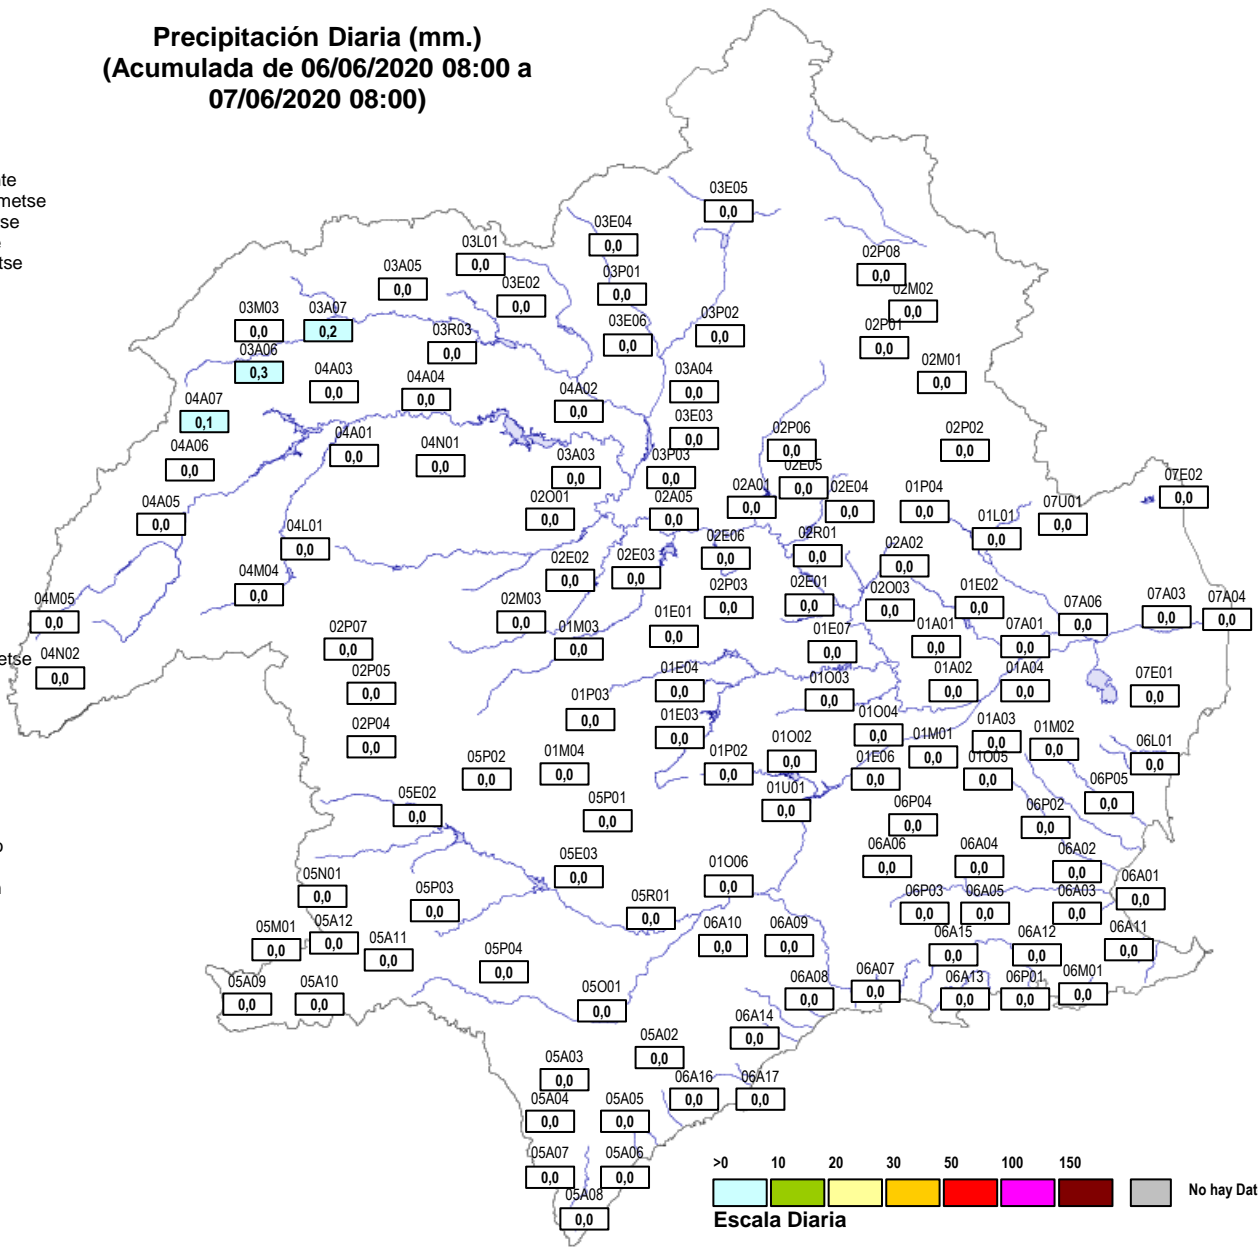 Precipitación Diaria (mm.)
(Acumulada de 06/06/2020 08:00 a
07/06/2020 08:00)
te
metse
se
tse
03E05
0,0
03E04
0,0
03L01
0,0
03A05
0,0
03E02
0,0
03P01
0,0
02P08
0,0
02M02
0,0
03M03
0,0
03A07
0,2
03R03
0,0
03E06
0,0
03P02
0,0
02P01
0,0
03A06
0,3
04A03
0,0
04A04
0,0
04A02
0,0
03A04
0,0
02M01
0,0
04A07
0,1
03E03
0,0
04A06
0,0
04A01
0,0
04N01
0,0
03A03
0,0
03P03
0,0
02P06
0,0
02P02
0,0
02E05
0,0
04A05
0,0
02O01
0,0
02A05
0,0
02A01
0,0
02E04
0,0
01P04
0,0
07E02
0,0
07U01
0,0
01L01
0,0
04L01
0,0
02E06
0,0
02R01
0,0
02A02
0,0
04M04
0,0
02E02
0,0
02E03
0,0
02P03
0,0
02E01
0,0
02O03
0,0
01E02
0,0
07A06
0,0
07A03
0,0
07A04
0,0
04M05
0,0
02M03
0,0
01M03
0,0
01E01
0,0
01E07
0,0
01A01
0,0
07A01
0,0
etse
04N02
0,0
02P07
0,0
02P05
0,0
01E04
0,0
01O03
0,0
01A02
0,0
01A04
0,0
07E01
0,0
01P03
0,0
02P04
0,0
01E03
0,0
01O04
0,0
01M01
0,0
01A03
0,0
01M02
0,0
06L01
0,0
05P02
0,0
01M04
0,0
01P02
0,0
01O02
0,0
01E06
0,0
01O05
0,0
05E02
0,0
05P01
0,0
01U01
0,0
06P04
0,0
06P02
0,0
06P05
0,0
05E03
0,0
01O06
0,0
06A06
0,0
06A04
0,0
06A02
0,0
05N01
0,0
05P03
0,0
05R01
0,0
06P03
0,0
06A05
0,0
06A03
0,0
06A01
0,0
05M01
0,0
05A12
0,0
05A11
0,0
05P04
0,0
06A10
0,0
06A09
0,0
06A15
0,0
06A12
0,0
06A11
0,0
05A09
0,0
05A10
0,0
05O01
0,0
06A08
0,0
06A07
0,0
06A13
0,0
06P01
0,0
06M01
0,0
05A02
0,0
06A14
0,0
05A03
0,0
06A16
0,0
06A17
0,0
05A04
0,0
05A05
0,0
05A07
0,0
05A06
0,0
05A08
0,0
>0 10 20 30 50 100 150
No hay Dat
Escala Diaria